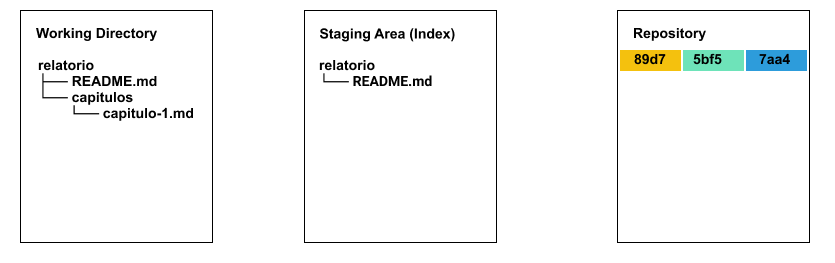 Working Directory
relatorio
README.md
capitulos
capitulo-1.md
Staging Area (Index)
relatorio
README.md
Repository
89d7 5bf5 7aa4